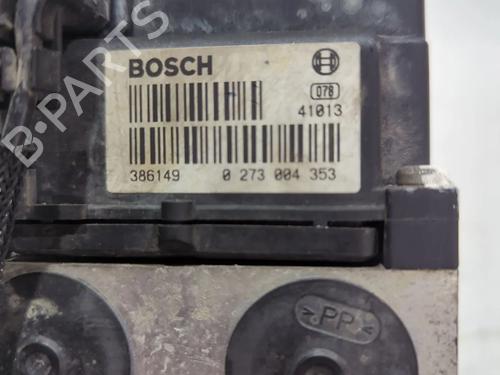 BOSCH
078
41013
386149 0 273 004 353
B-PARTS
>PP<